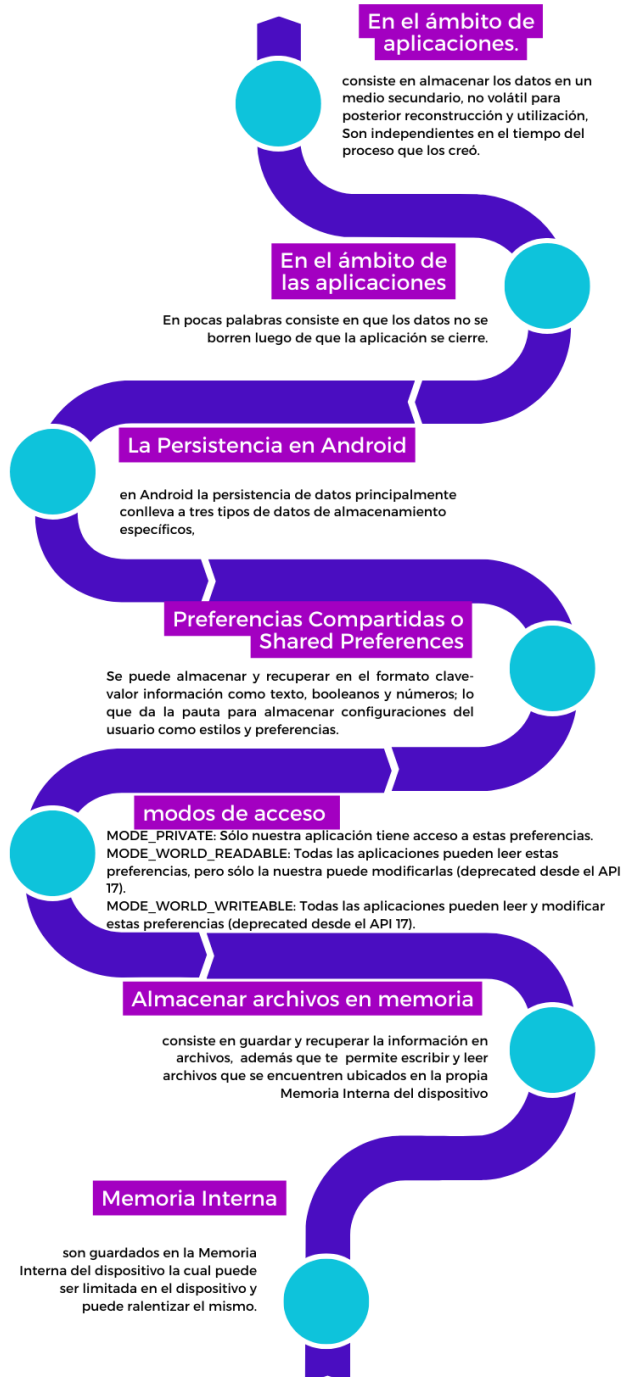 En el ámbito de
aplicaciones.
consiste en almacenar los datos en un
medio secundario, no volátil para
posterior reconstrucción y utilización,
Son independientes en el tiempo del
proceso que los creó.
En el ámbito de
las aplicaciones
En pocas palabras consiste en que los datos no se
borren luego de que la aplicación se cierre.
La Persistencia en Android
en Android la persistencia de datos principalmente
conlleva a tres tipos de datos de almacenamiento
específicos,
Preferencias Compartidas o
Shared Preferences
Se puede almacenar y recuperar en el formato clave-
valor información como texto, booleanos y números; lo
que da la pauta para almacenar configuraciones del
usuario como estilos y preferencias.
modos de acceso
MODE_PRIVATE: Sólo nuestra aplicación tiene acceso a estas preferencias.
MODE_WORLD_READABLE: Todas las aplicaciones pueden leer estas
preferencias, pero sólo la nuestra puede modificarlas (deprecated desde el API
17).
MODE_WORLD_WRITEABLE: Todas las aplicaciones pueden leer y modificar
estas preferencias (deprecated desde el API 17).
Almacenar archivos en memoria
consiste en guardar y recuperar la información en
archivos, además que te permite escribir y leer
archivos que se encuentren ubicados en la propia
Memoria Interna del dispositivo
Memoria Interna
son guardados en la Memoria
Interna del dispositivo la cual puede
ser limitada en el dispositivo y
puede ralentizar el mismo.